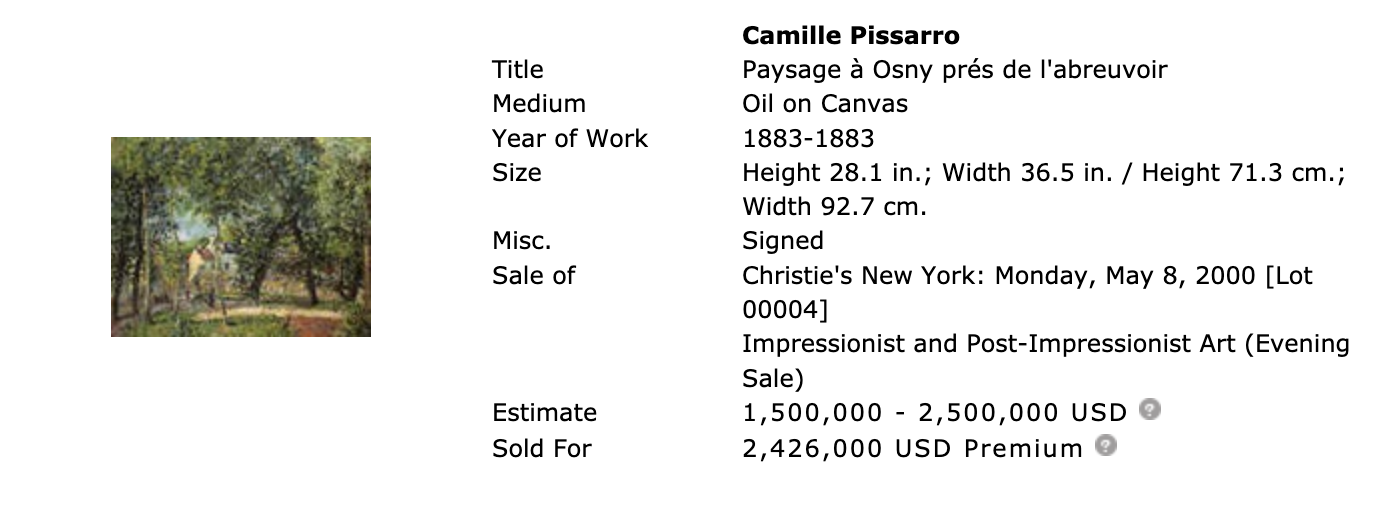 Camille Pissarro
Title Paysage à Osny prés de l'abreuvoir
Medium Oil on Canvas
Year of Work 1883-1883
Size Height 28.1 in.; Width 36.5 in. / Height 71.3 cm.;
Width 92.7 cm.
Misc. Signed
Sale of Christie's New York: Monday, May 8, 2000 [Lot
00004]
Impressionist and Post-Impressionist Art (Evening
Sale)
Estimate 1,500,000 - 2,500,000 USD ?
Sold For 2,426,000 USD Premium ?